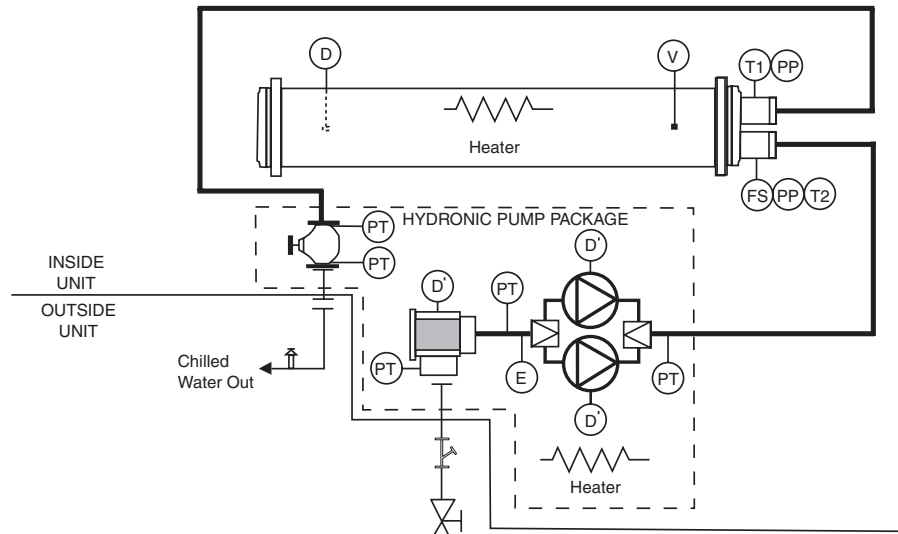 D
V
T1 PP
Heater
FS PP T2
HYDRONIC PUMP PACKAGE
PT
PT
D'
INSIDE
UNIT
OUTSIDE
UNIT
D'
PT
Chilled
Water Out
PT
E
PT
D'
Heater